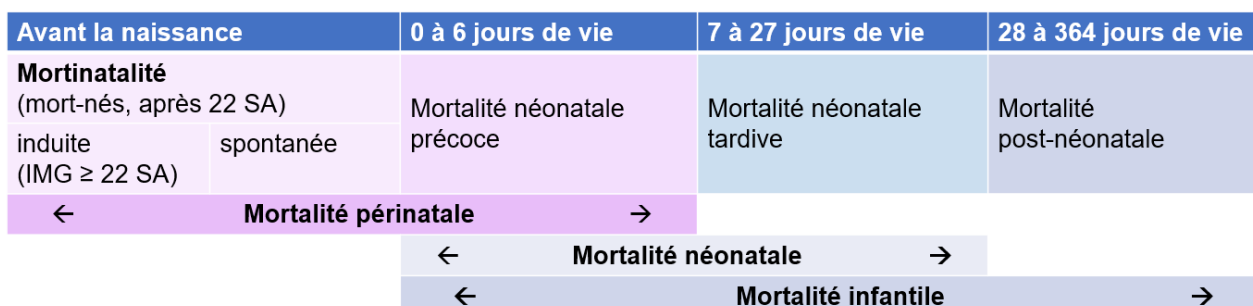 Avant la naissance
0 à 6 jours de vie
7 à 27 jours de vie
28 à 364 jours de vie
Mortinatalité
(mort-nés, après 22 SA)
induite
(IMG ≥ 22 SA)
spontanée
Mortalité néonatale
précoce
Mortalité néonatale
tardive
Mortalité
post-néonatale
← Mortalité périnatale →
← Mortalité néonatale →
← Mortalité infantile →